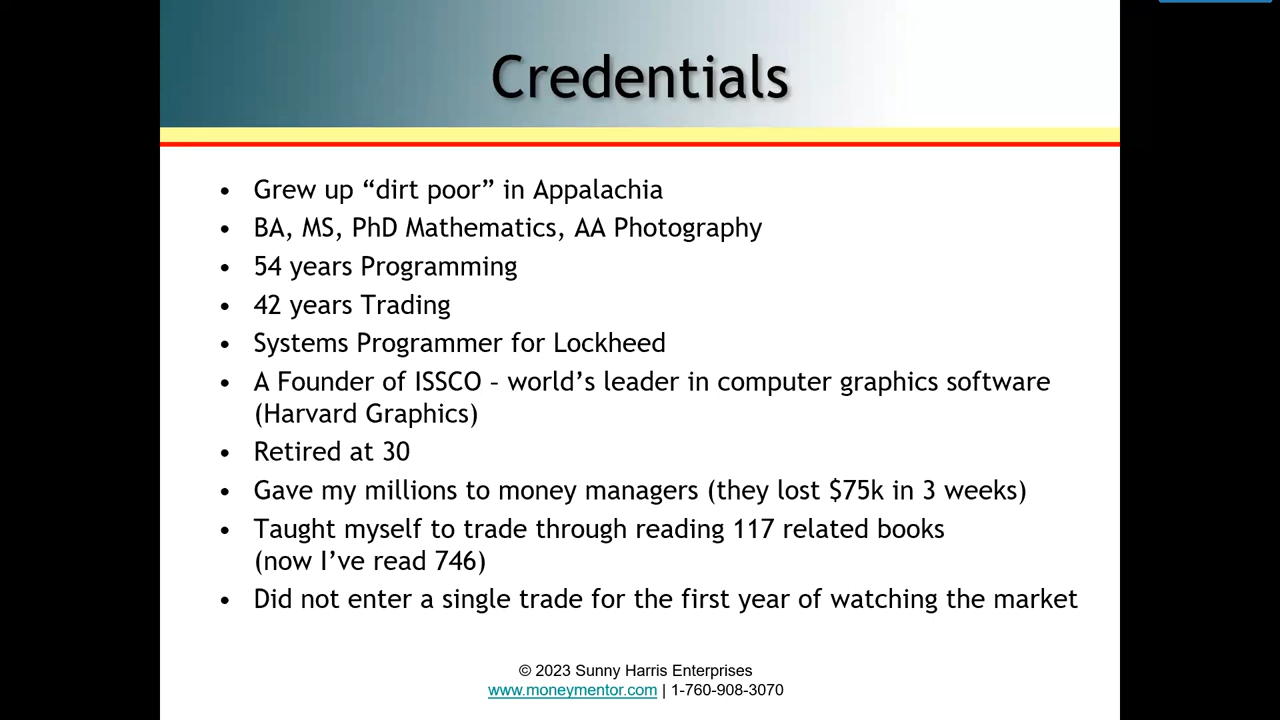 Credentials
• Grew up “dirt poor” in Appalachia
• BA, MS, PhD Mathematics, AA Photography
• 54 years Programming
• 42 years Trading
• Systems Programmer for Lockheed
• A Founder of ISSCO – world’s leader in computer graphics software
(Harvard Graphics)
• Retired at 30
• Gave my millions to money managers (they lost $75k in 3 weeks)
• Taught myself to trade through reading 117 related books
(now I’ve read 746)
• Did not enter a single trade for the first year of watching the market
© 2023 Sunny Harris Enterprises
www.moneymentor.com | 1-760-908-3070